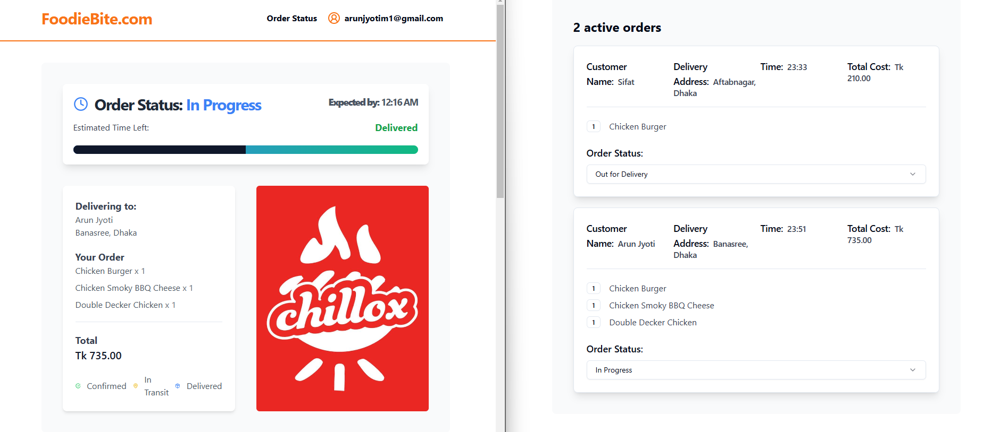 FoodieBite.com
Order Status
arunjyotim1@gmail.com
Order Status: In Progress
Expected by: 12:16 AM
Estimated Time Left:
Delivered
Delivering to:
Arun Jyoti
Banasree, Dhaka
Your Order
Chicken Burger x 1
Chicken Smoky BBQ Cheese x 1
Double Decker Chicken x 1
Total
Tk 735.00
Confirmed
In
Transit
Delivered
chillox
2 active orders
Customer
Name: Sifat
Delivery
Address: Aftabnagar,
Dhaka
Time: 23:33
Total Cost: Tk
210.00
1 Chicken Burger
Order Status:
Out for Delivery
Customer
Name: Arun Jyoti
Delivery
Address: Banasree,
Dhaka
Time: 23:51
Total Cost: Tk
735.00
1 Chicken Burger
1 Chicken Smoky BBQ Cheese
1 Double Decker Chicken
Order Status:
In Progress